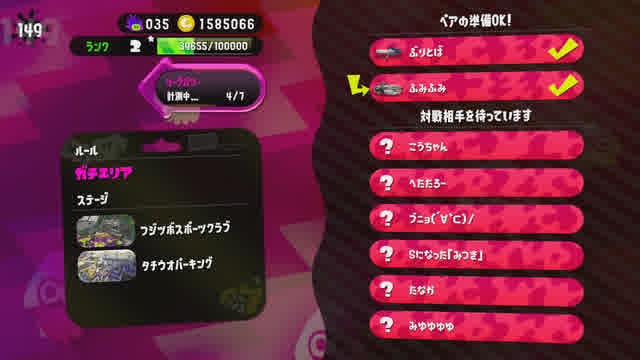 149
035
1585066
ランク 2 34655/100000
リーグパワー
計測中... 4/7
ルール
ガチエリア
ステージ
フジツボスポーツクラブ
タチウオパーキング
ペアの準備OK!
ぷりとば
ふみふみ
対戦相手を待っています
? こうちゃん
? へただろー
? プニョ(´∀`⊂)/
? Sになった「みつき」
? たなか
? みゆゆゆゆ